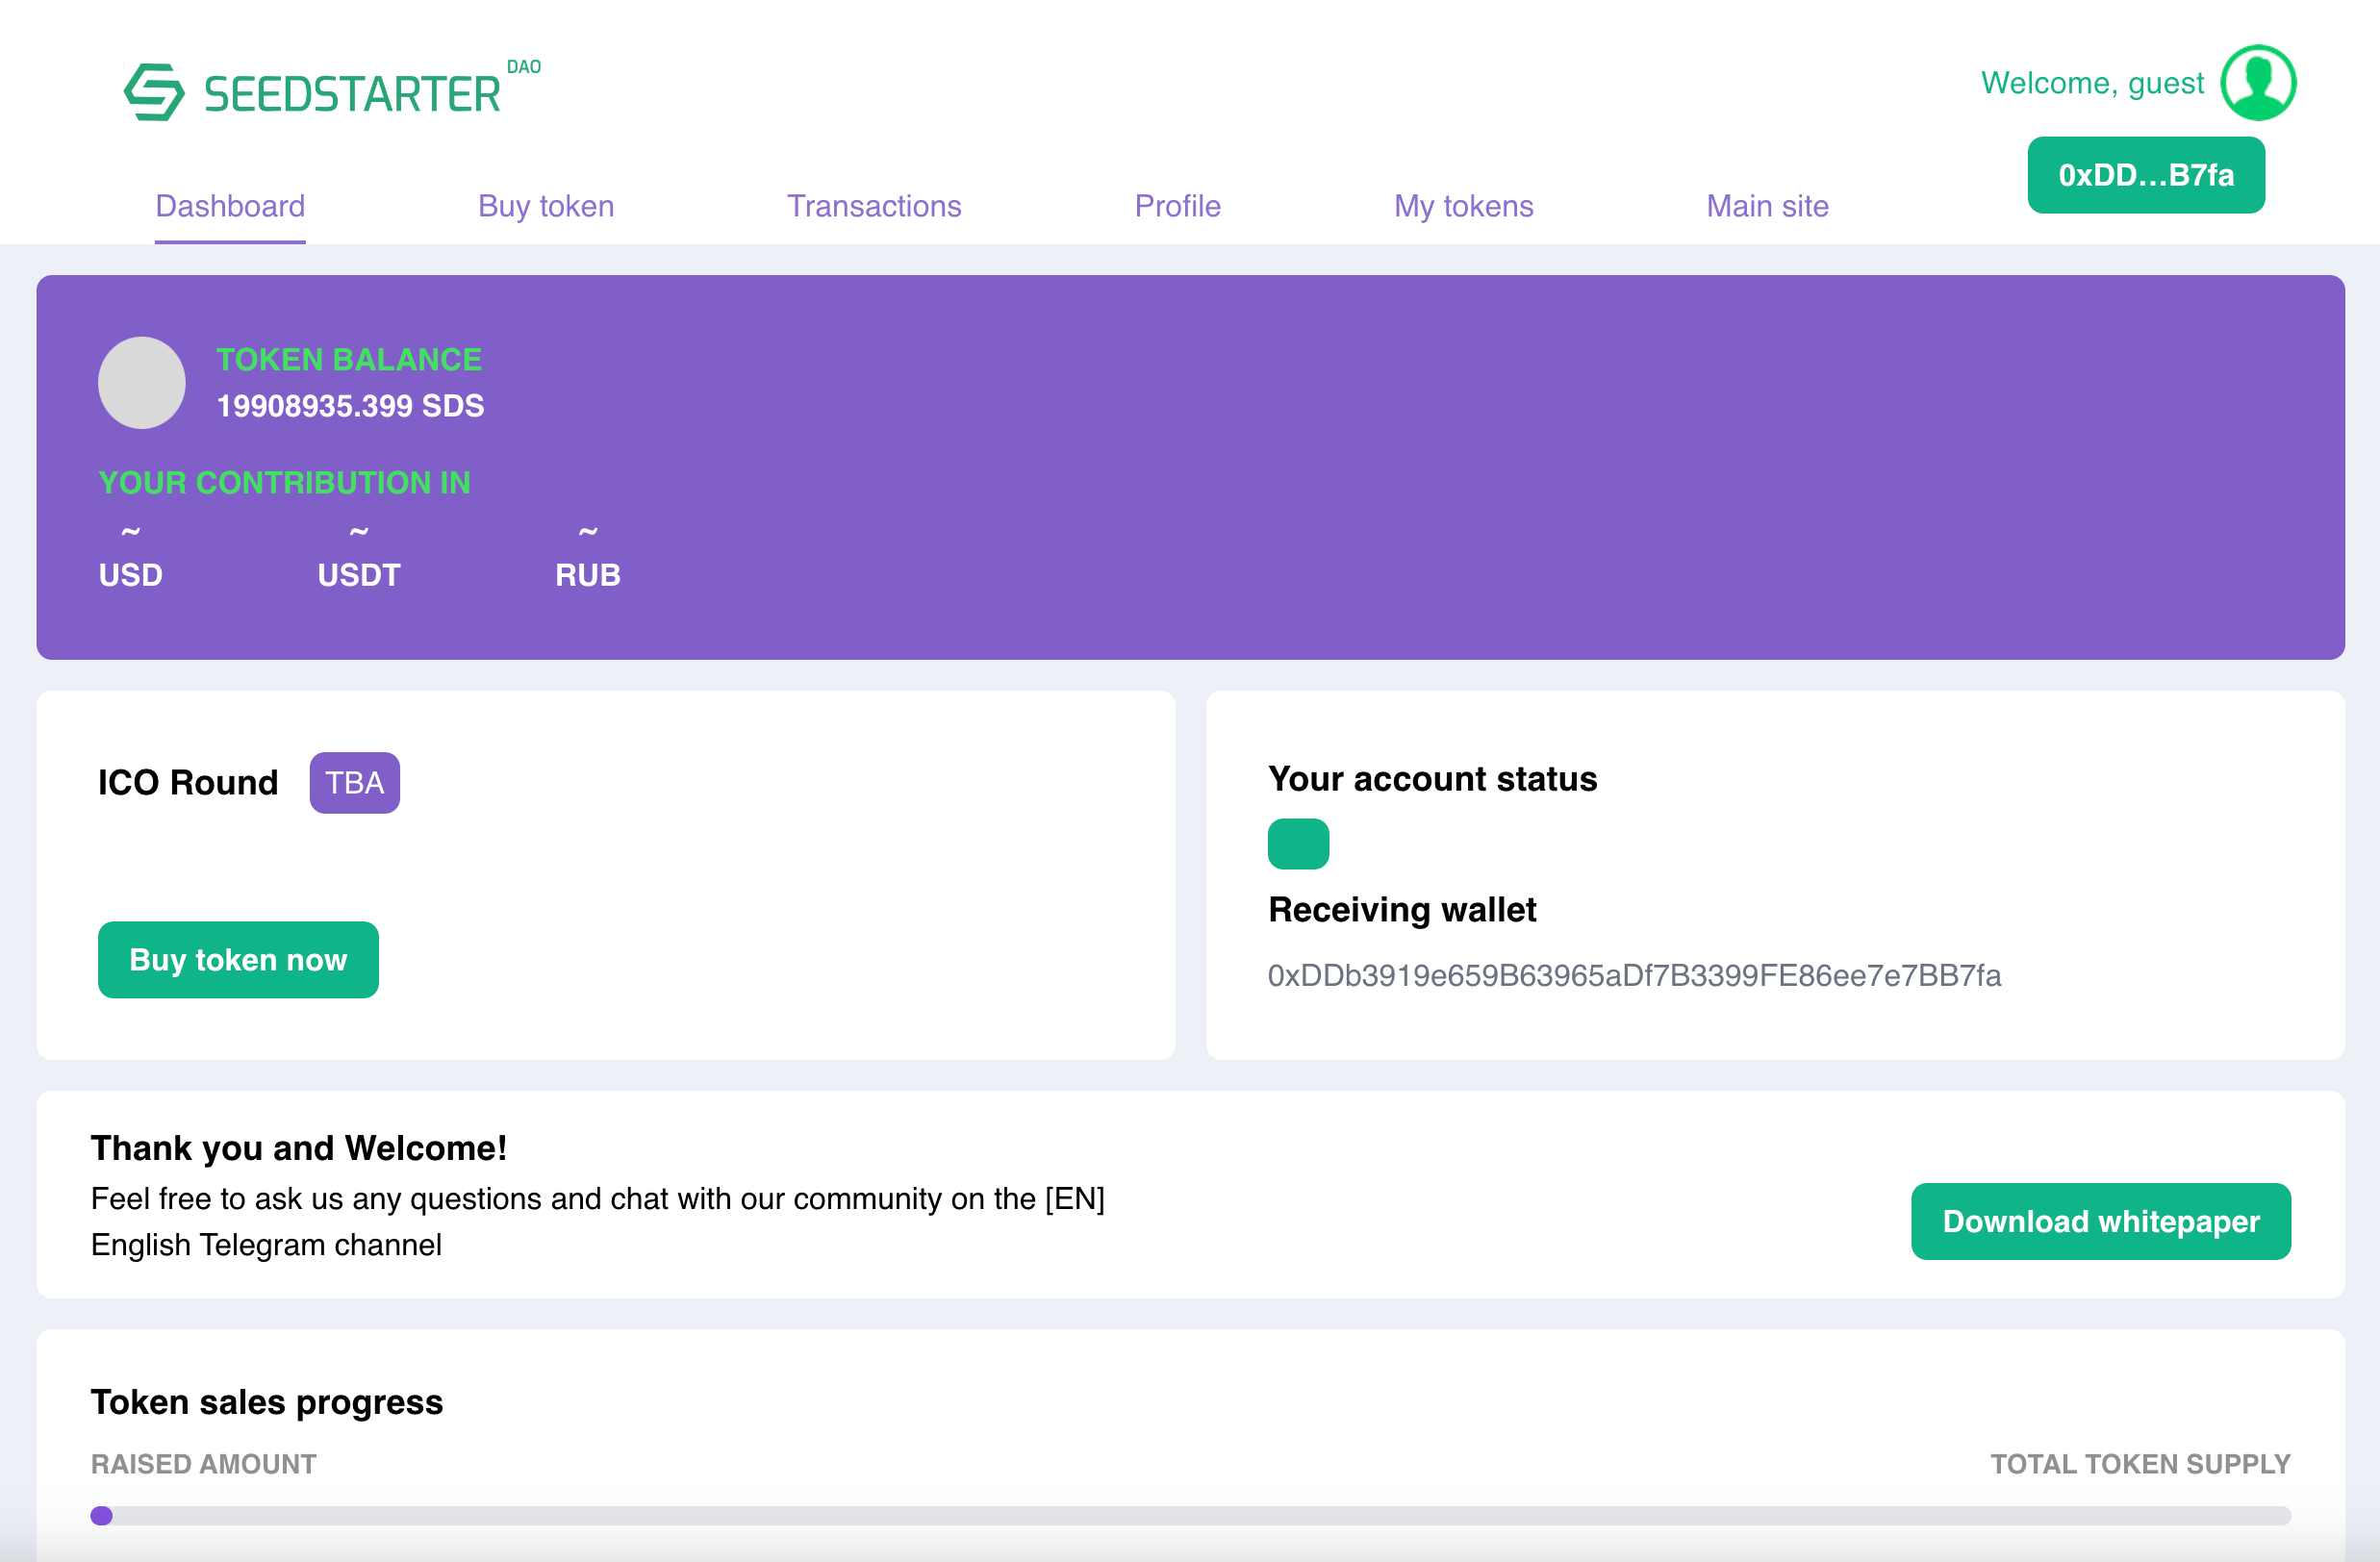 SEEDSTARTER DAO
Welcome, guest
0xDD...B7fa
Dashboard
Buy token
Transactions
Profile
My tokens
Main site
TOKEN BALANCE
19908935.399 SDS
YOUR CONTRIBUTION IN
~ ~ ~
USD USDT RUB
ICO Round TBA
Buy token now
Your account status
Receiving wallet
0xDDb3919e659B63965aDf7B3399FE86ee7e7BB7fa
Thank you and Welcome!
Feel free to ask us any questions and chat with our community on the [EN]
English Telegram channel
Download whitepaper
Token sales progress
RAISED AMOUNT
TOTAL TOKEN SUPPLY